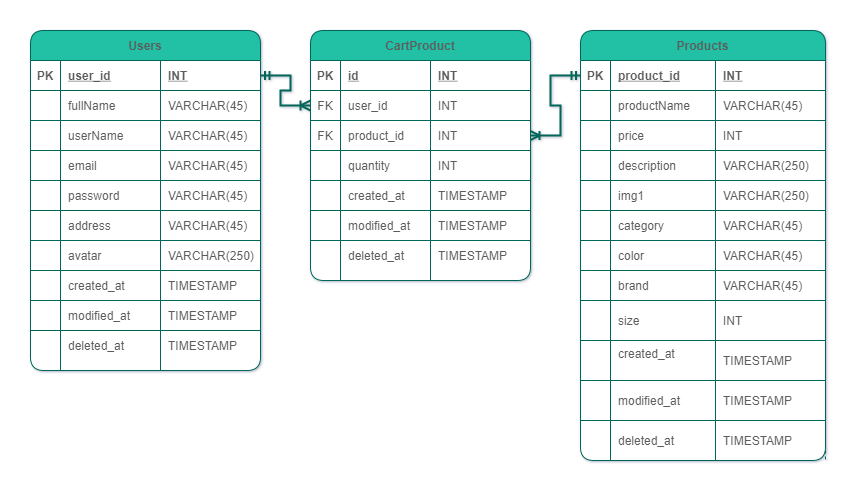 Users
PK user_id INT
fullName VARCHAR(45)
userName VARCHAR(45)
email VARCHAR(45)
password VARCHAR(45)
address VARCHAR(45)
avatar VARCHAR(250)
created_at TIMESTAMP
modified_at TIMESTAMP
deleted_at TIMESTAMP
CartProduct
PK id INT
FK user_id INT
FK product_id INT
quantity INT
created_at TIMESTAMP
modified_at TIMESTAMP
deleted_at TIMESTAMP
Products
PK product_id INT
productName VARCHAR(45)
price INT
description VARCHAR(250)
img1 VARCHAR(250)
category VARCHAR(45)
color VARCHAR(45)
brand VARCHAR(45)
size INT
created_at TIMESTAMP
modified_at TIMESTAMP
deleted_at TIMESTAMP